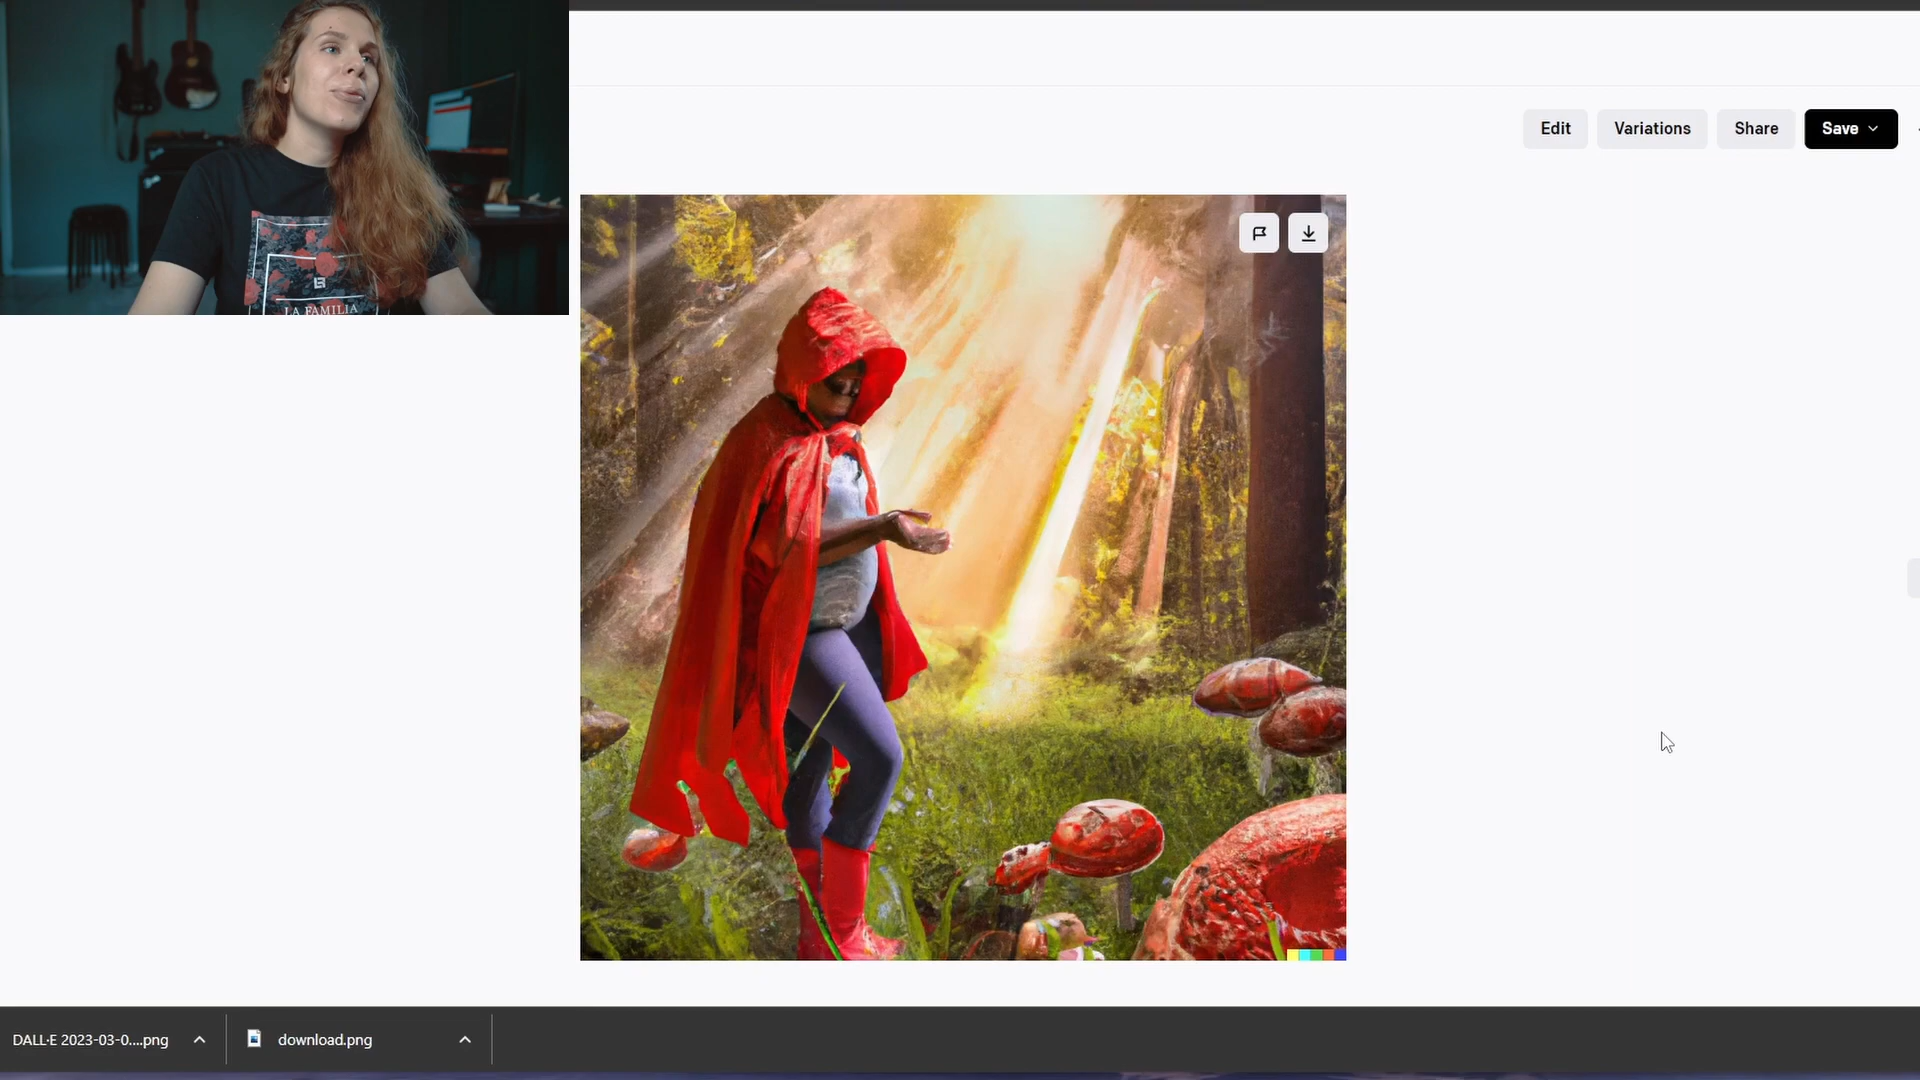 LA FAMILIA
Edit
Variations
Share
Save
DALL·E 2023-03-0....png
download.png